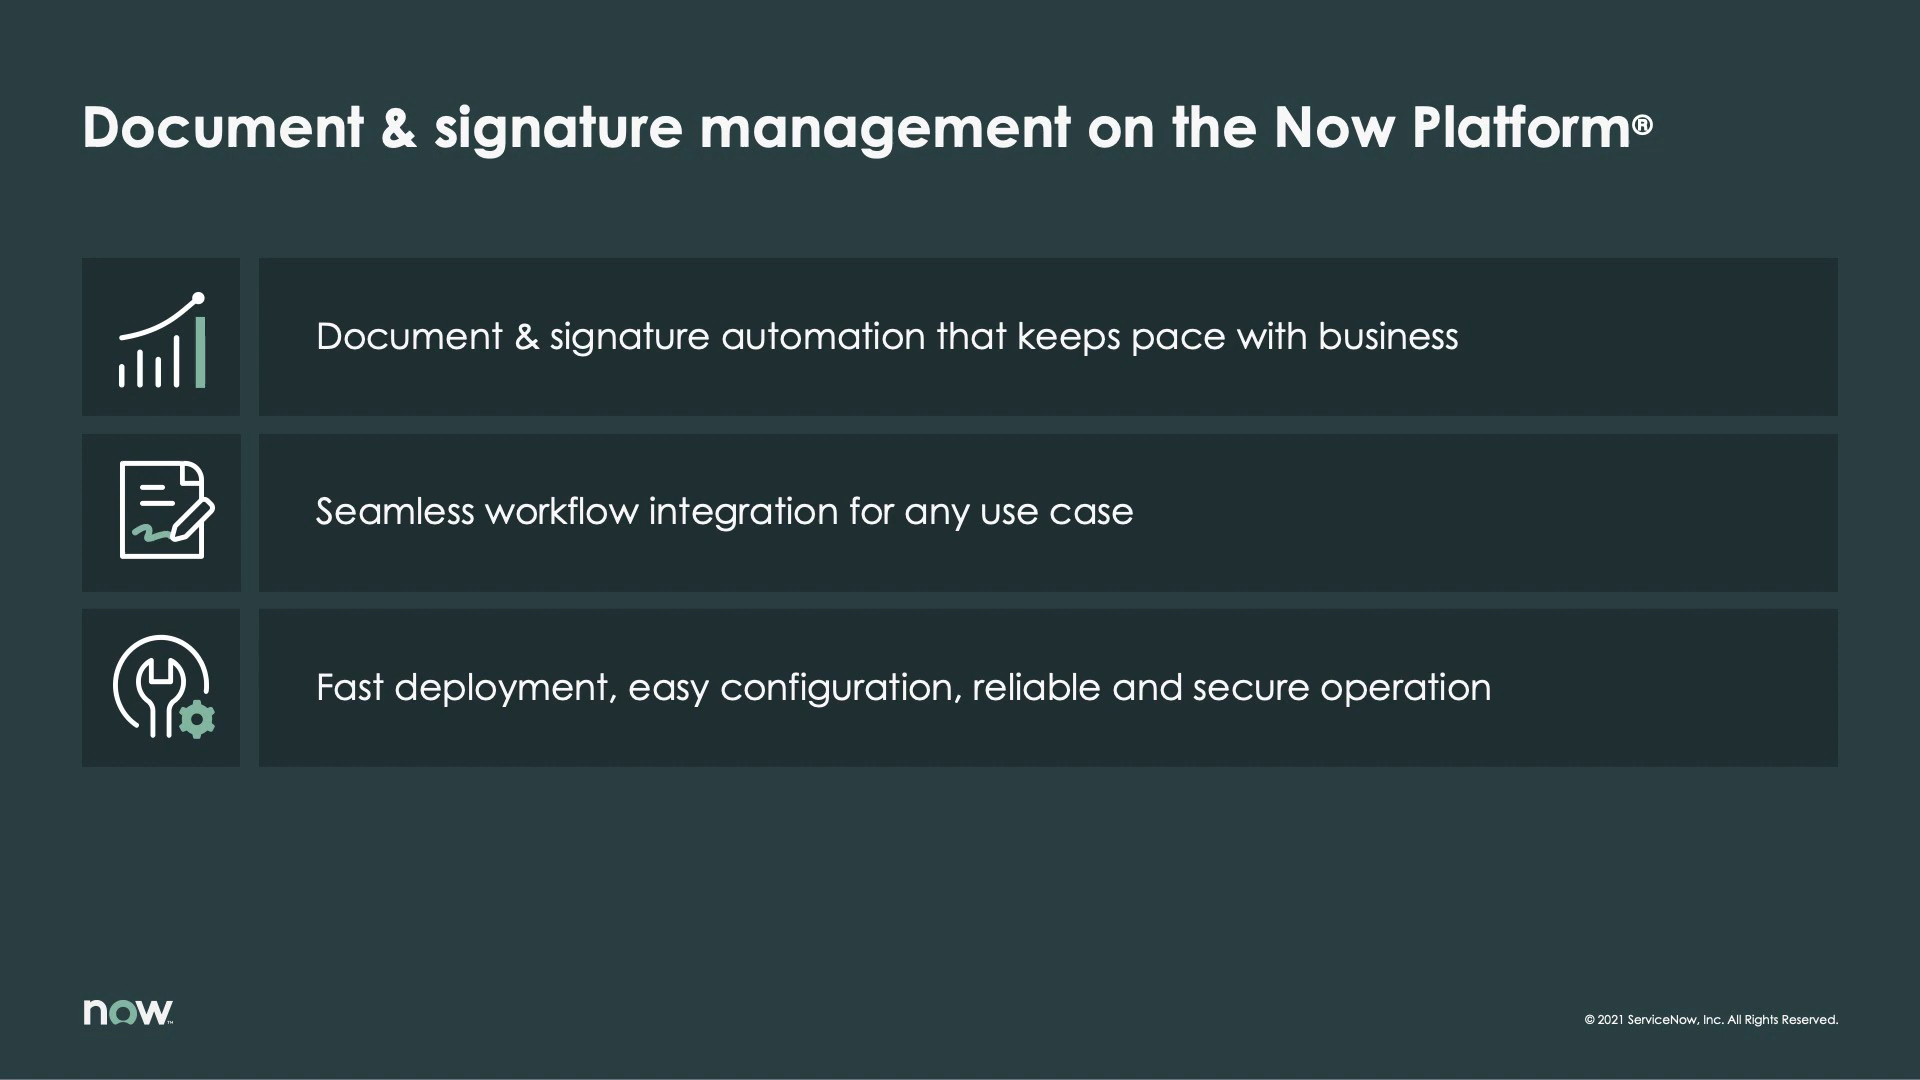 Document & signature management on the Now Platform®
Document & signature automation that keeps pace with business
Seamless workflow integration for any use case
Fast deployment, easy configuration, reliable and secure operation
now™
© 2021 ServiceNow, Inc. All Rights Reserved.